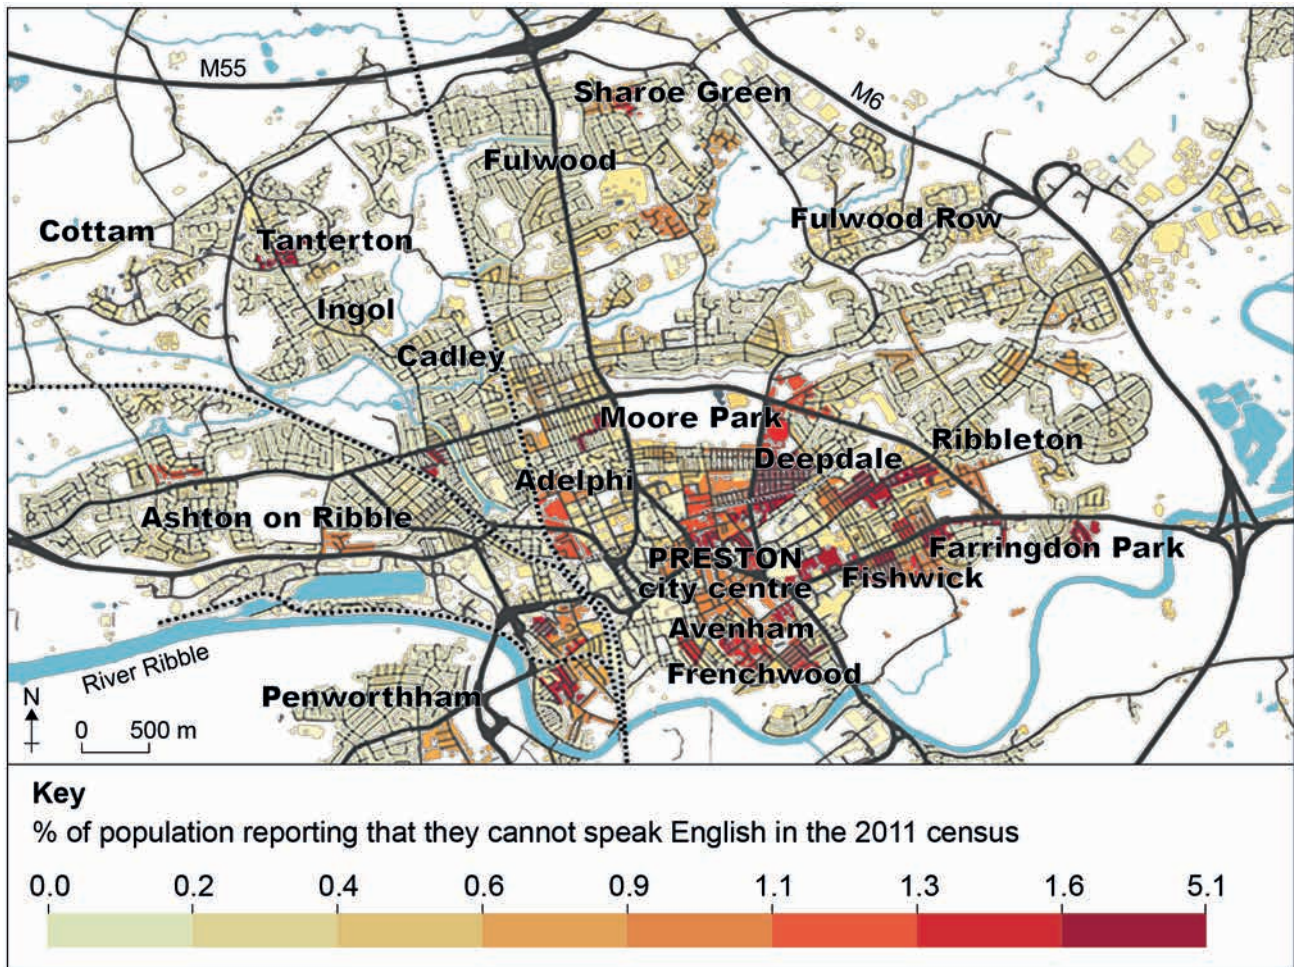 M55
M6
Sharoe Green
Fulwood
Fulwood Row
Cottam
Tanterton
Ingol
Cadley
Moore Park
Ribbleton
Deepdale
Adelphi
Ashton on Ribble
PRESTON
city centre
Farringdon Park
Fishwick
Avenham
Frenchwood
River Ribble
Penworthham
N
0 500 m
Key
% of population reporting that they cannot speak English in the 2011 census
0.0 0.2 0.4 0.6 0.9 1.1 1.3 1.6 5.1